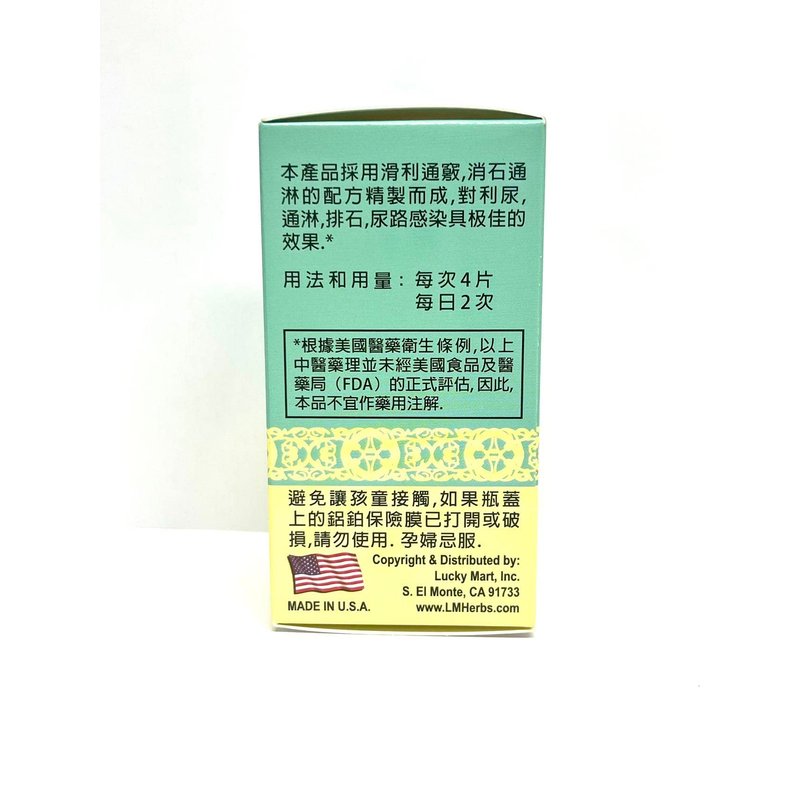 本產品採用滑利通竅,消石通
淋的配方精製而成,對利尿,
通淋,排石,尿路感染具极佳的
效果.*
用法和用量: 每次4片
每日2次
*根據美國醫藥衛生條例,以上
中醫藥理並未經美國食品及醫
藥局（FDA）的正式評估,因此,
本品不宜作藥用注解.
避免讓孩童接觸,如果瓶蓋
上的鋁鉑保險膜已打開或破
損,請勿使用. 孕婦忌服.
Copyright & Distributed by:
Lucky Mart, Inc.
S. El Monte, CA 91733
MADE IN U.S.A.
www.LMHerbs.com